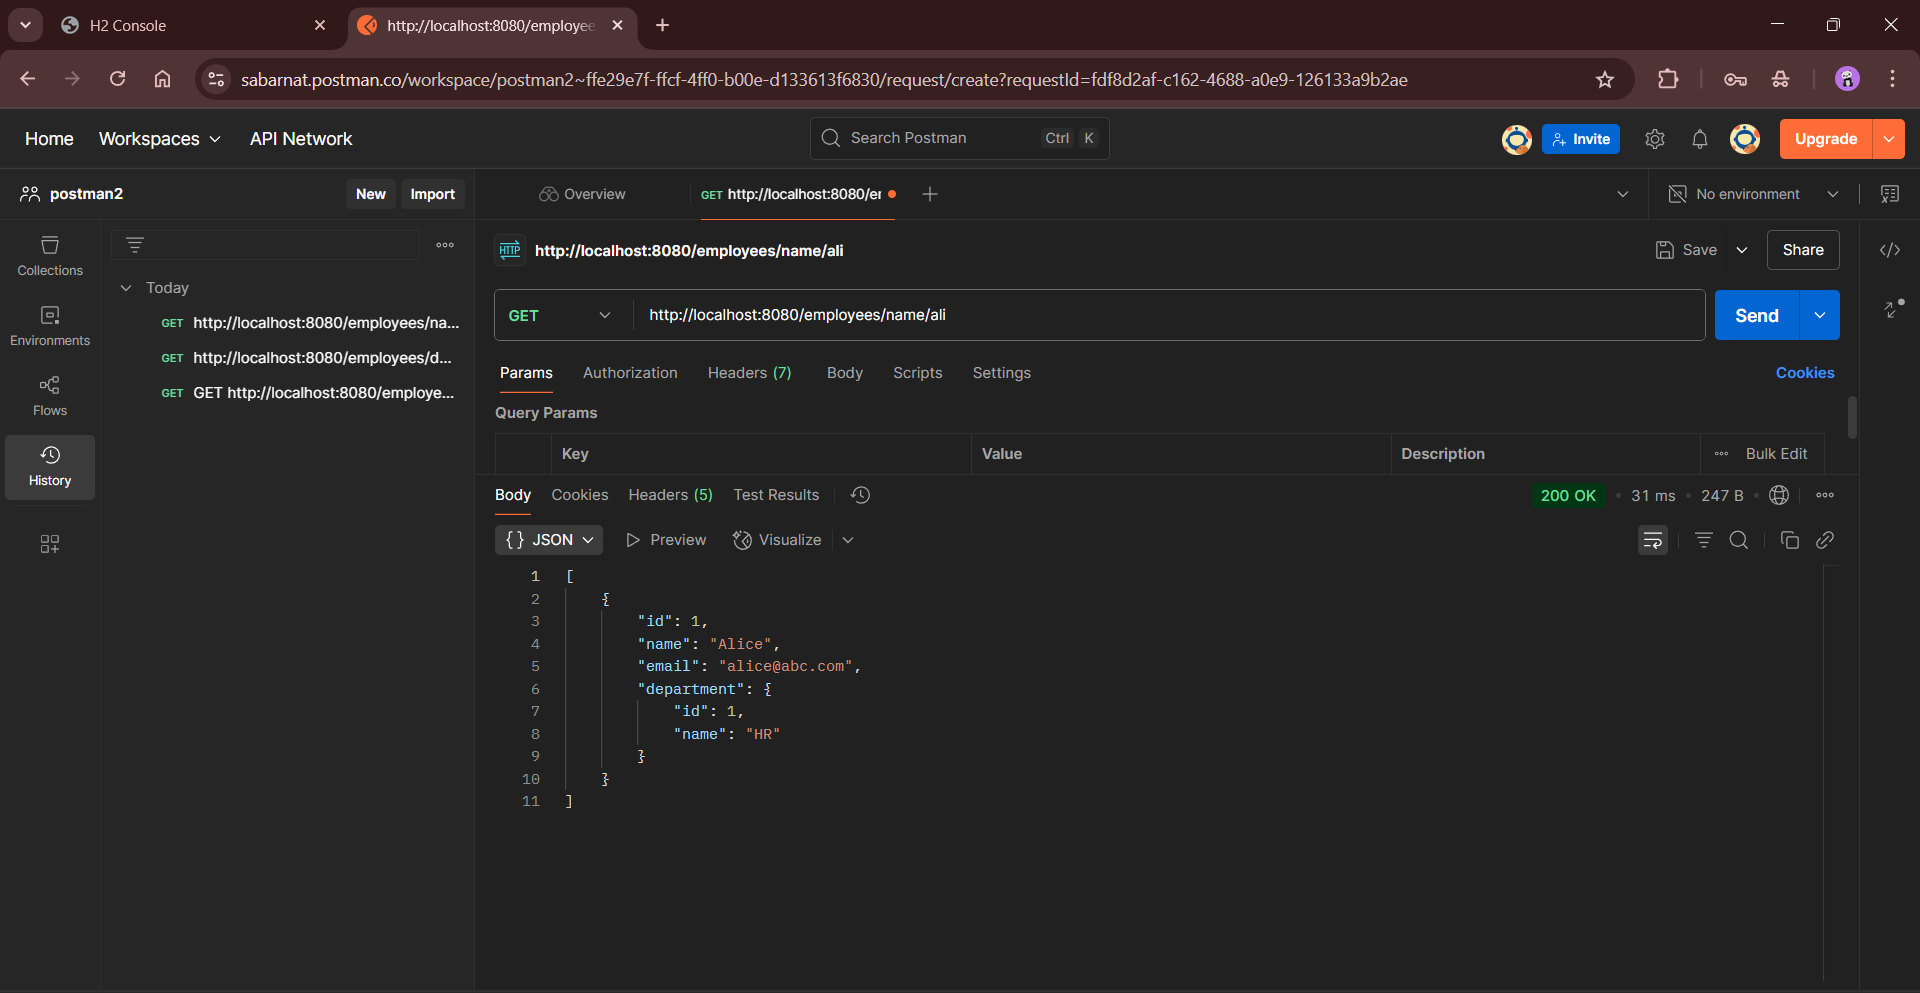 H2 Console
http://localhost:8080/employee
sabarnat.postman.co/workspace/postman2~ffe29e7f-ffcf-4ff0-b00e-d133613f6830/request/create?requestId=fdf8d2af-c162-4688-a0e9-126133a9b2ae
Home Workspaces API Network Search Postman Ctrl K Invite Upgrade
postman2 New Import Overview GET http://localhost:8080/e No environment
Collections
Environments
Flows
History
Today
GET http://localhost:8080/employees/na...
GET http://localhost:8080/employees/d...
GET GET http://localhost:8080/employe...
HTTP http://localhost:8080/employees/name/ali Save Share
GET http://localhost:8080/employees/name/ali Send
Params Authorization Headers (7) Body Scripts Settings Cookies
Query Params
Key Value Description Bulk Edit
Body Cookies Headers (5) Test Results 200 OK 31 ms 247 B
{} JSON Preview Visualize
1 [
2 {
3 "id": 1,
4 "name": "Alice",
5 "email": "alice@abc.com",
6 "department": {
7 "id": 1,
8 "name": "HR"
9 }
10 }
11 ]